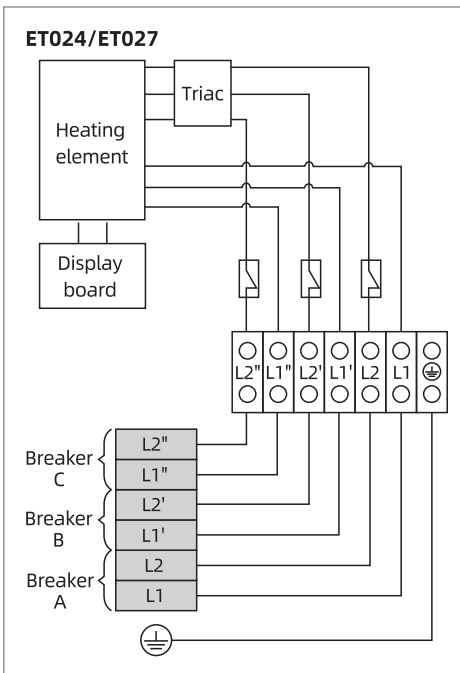 ET024/ET027
Triac
Heating
element
Display
board
L2" L1" L2' L1' L2 L1
Breaker
C
L2"
L1"
Breaker
B
L2'
L1'
Breaker
A
L2
L1